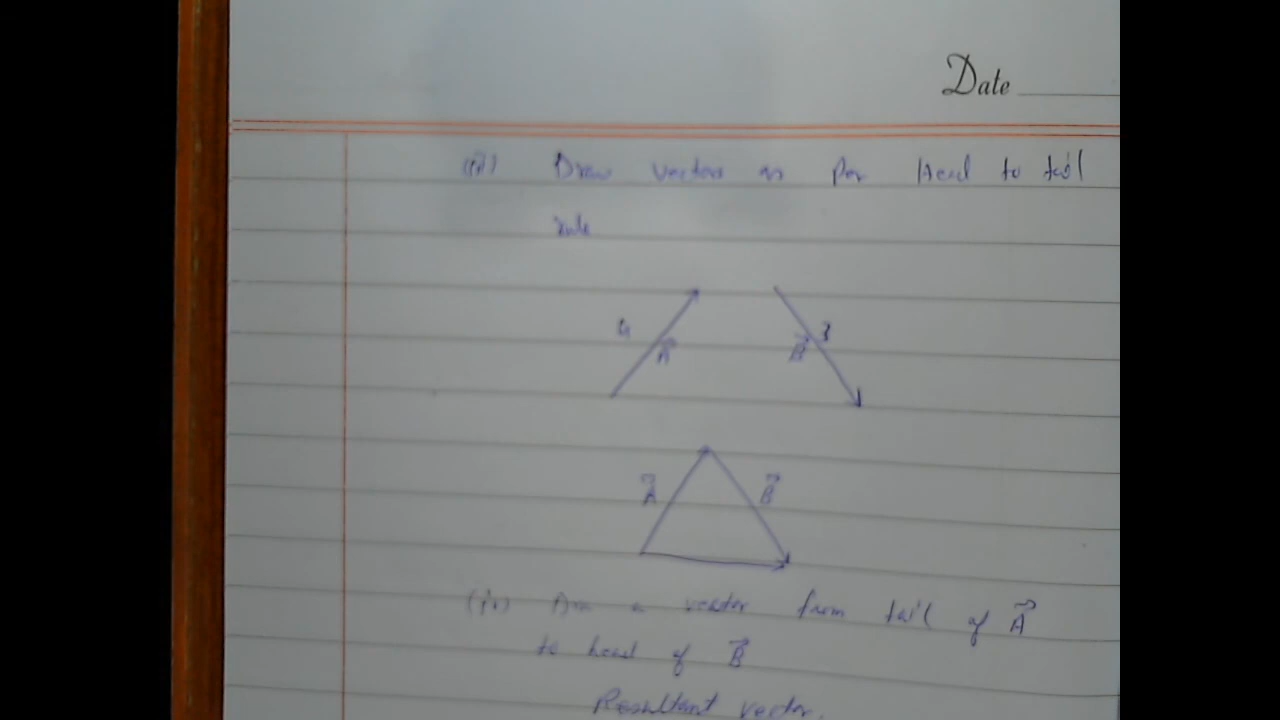 Date
(iii) Draw vectors as Per Head to tail
rule
4
A⃗
3
B⃗
A⃗
B⃗
(iv) a vector from tail of A⃗
to head of B⃗
Resultant vector.